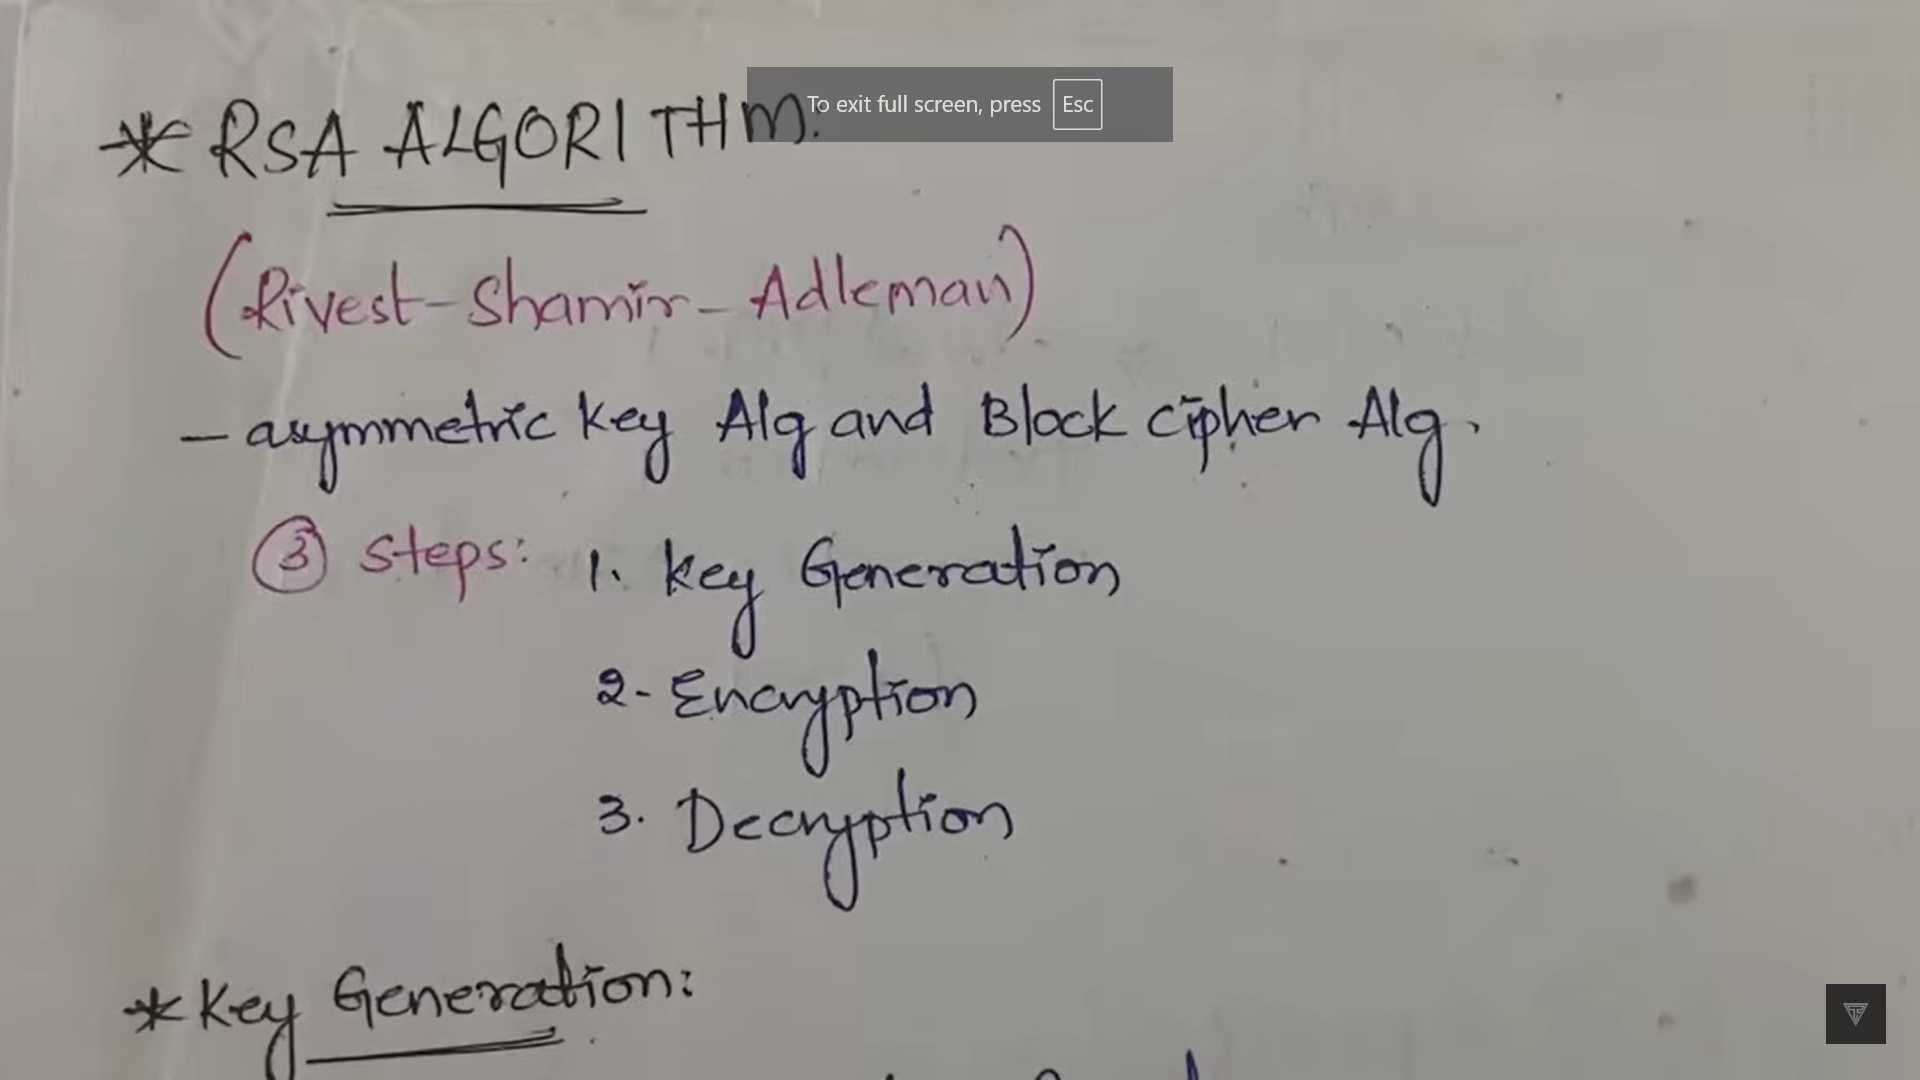 To exit full screen, press Esc
* RSA ALGORITHM:
(Rivest-Shamir-Adleman)
- asymmetric key Alg and Block cipher Alg.
③ steps: 1. key Generation
2- Encryption
3. Decryption
* Key Generation: